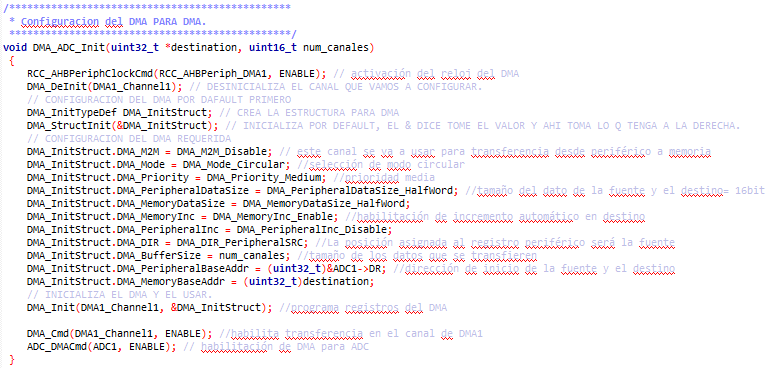 /***********************************************
* Configuracion del DMA PARA DMA.
***********************************************/
void DMA_ADC_Init(uint32_t *destination, uint16_t num_canales)
{
RCC_AHBPeriphClockCmd(RCC_AHBPeriph_DMA1, ENABLE); // activación del reloj del DMA
DMA_DeInit(DMA1_Channel1); // DESINICIALIZA EL CANAL QUE VAMOS A CONFIGURAR.
// CONFIGURACION DEL DMA POR DAFAULT PRIMERO
DMA_InitTypeDef DMA_InitStruct; // CREA LA ESTRUCTURA PARA DMA
DMA_StructInit(&DMA_InitStruct); // INICIALIZA POR DEFAULT, EL & DICE TOME EL VALOR Y AHI TOMA LO Q TENGA A LA DERECHA.
// CONFIGURACION DEL DMA REQUERIDA
DMA_InitStruct.DMA_M2M = DMA_M2M_Disable; // este canal se va a usar para transferencia desde periférico a memoria
DMA_InitStruct.DMA_Mode = DMA_Mode_Circular; //selección de modo circular
DMA_InitStruct.DMA_Priority = DMA_Priority_Medium; //prioridad media
DMA_InitStruct.DMA_PeripheralDataSize = DMA_PeripheralDataSize_HalfWord; //tamaño del dato de la fuente y el destino= 16bit
DMA_InitStruct.DMA_MemoryDataSize = DMA_MemoryDataSize_HalfWord;
DMA_InitStruct.DMA_MemoryInc = DMA_MemoryInc_Enable; //habilitación de incremento automático en destino
DMA_InitStruct.DMA_PeripheralInc = DMA_PeripheralInc_Disable;
DMA_InitStruct.DMA_DIR = DMA_DIR_PeripheralSRC; //La posición asignada al registro periférico será la fuente
DMA_InitStruct.DMA_BufferSize = num_canales; //tamaño de los datos que se transfieren
DMA_InitStruct.DMA_PeripheralBaseAddr = (uint32_t)&ADC1->DR; //dirección de inicio de la fuente y el destino
DMA_InitStruct.DMA_MemoryBaseAddr = (uint32_t)destination;
// INICIALIZA EL DMA Y EL USAR.
DMA_Init(DMA1_Channel1, &DMA_InitStruct); //programa registros del DMA
DMA_Cmd(DMA1_Channel1, ENABLE); //habilita transferencia en el canal de DMA1
ADC_DMACmd(ADC1, ENABLE); // habilitación de DMA para ADC
}